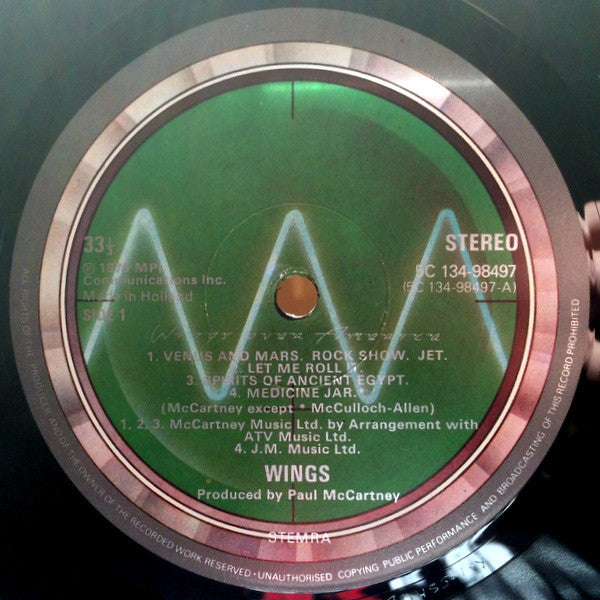 33⅓
STEREO
5C 134-98497
(5C 134-98497-A)
MPL
Communications Inc.
Made in Holland
SIDE 1
Wings over America
1. VENUS AND MARS. ROCK SHOW. JET.
2. LET ME ROLL IT.
3. SPIRITS OF ANCIENT EGYPT.
4. MEDICINE JAR.*
(McCartney except * McCulloch-Allen)
1, 2, 3. McCartney Music Ltd. by Arrangement with
ATV Music Ltd.
4. J.M. Music Ltd.
WINGS
Produced by Paul McCartney
STEMRA
ALL RIGHTS OF THE PRODUCER AND OF THE OWNER OF THE RECORDED WORK RESERVED · UNAUTHORISED COPYING PUBLIC PERFORMANCE AND BROADCASTING OF THIS RECORD PROHIBITED